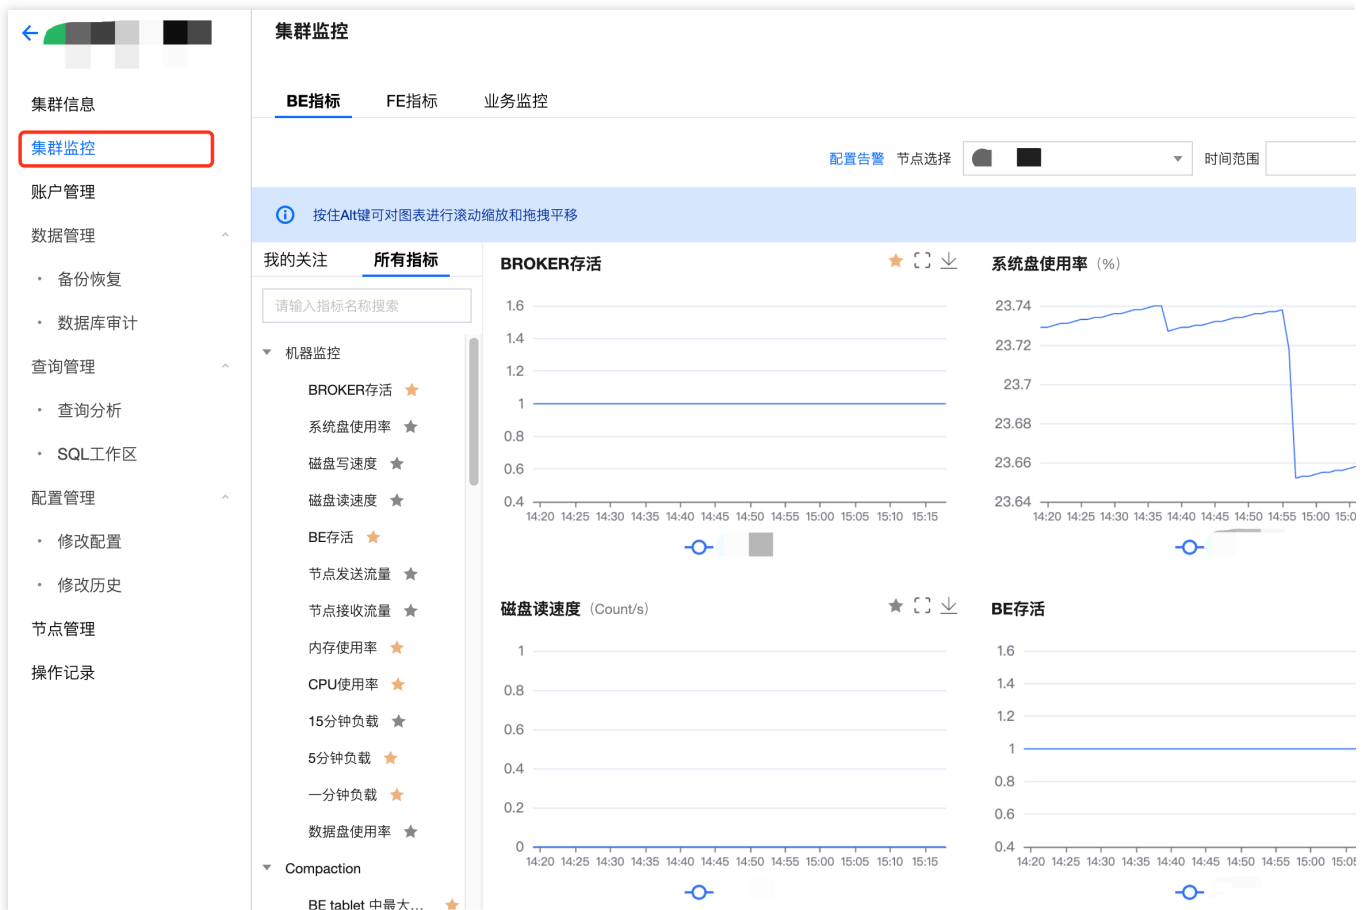 集群信息
集群监控
账户管理
数据管理
备份恢复
数据库审计
查询管理
查询分析
SQL工作区
配置管理
修改配置
修改历史
节点管理
操作记录
集群监控
BE指标 FE指标 业务监控
配置告警 节点选择 时间范围
按住Alt键可对图表进行滚动缩放和拖拽平移
我的关注 所有指标
请输入指标名称搜索
机器监控
BROKER存活
系统盘使用率
磁盘写速度
磁盘读速度
BE存活
节点发送流量
节点接收流量
内存使用率
CPU使用率
15分钟负载
5分钟负载
一分钟负载
数据盘使用率
Compaction
BE tablet 中最大...
BROKER存活
1.6
1.4
1.2
1
0.8
0.6
0.4
14:20 14:25 14:30 14:35 14:40 14:45 14:50 14:55 15:00 15:05 15:10 15:15
系统盘使用率 (%)
23.74
23.72
23.7
23.68
23.66
23.64
14:20 14:25 14:30 14:35 14:40 14:45 14:50 14:55 15:00 15:0
磁盘读速度 (Count/s)
1
0.8
0.6
0.4
0.2
0
14:20 14:25 14:30 14:35 14:40 14:45 14:50 14:55 15:00 15:05 15:10 15:15
BE存活
1.6
1.4
1.2
1
0.8
0.6
0.4
14:20 14:25 14:30 14:35 14:40 14:45 14:50 14:55 15:00 15:05